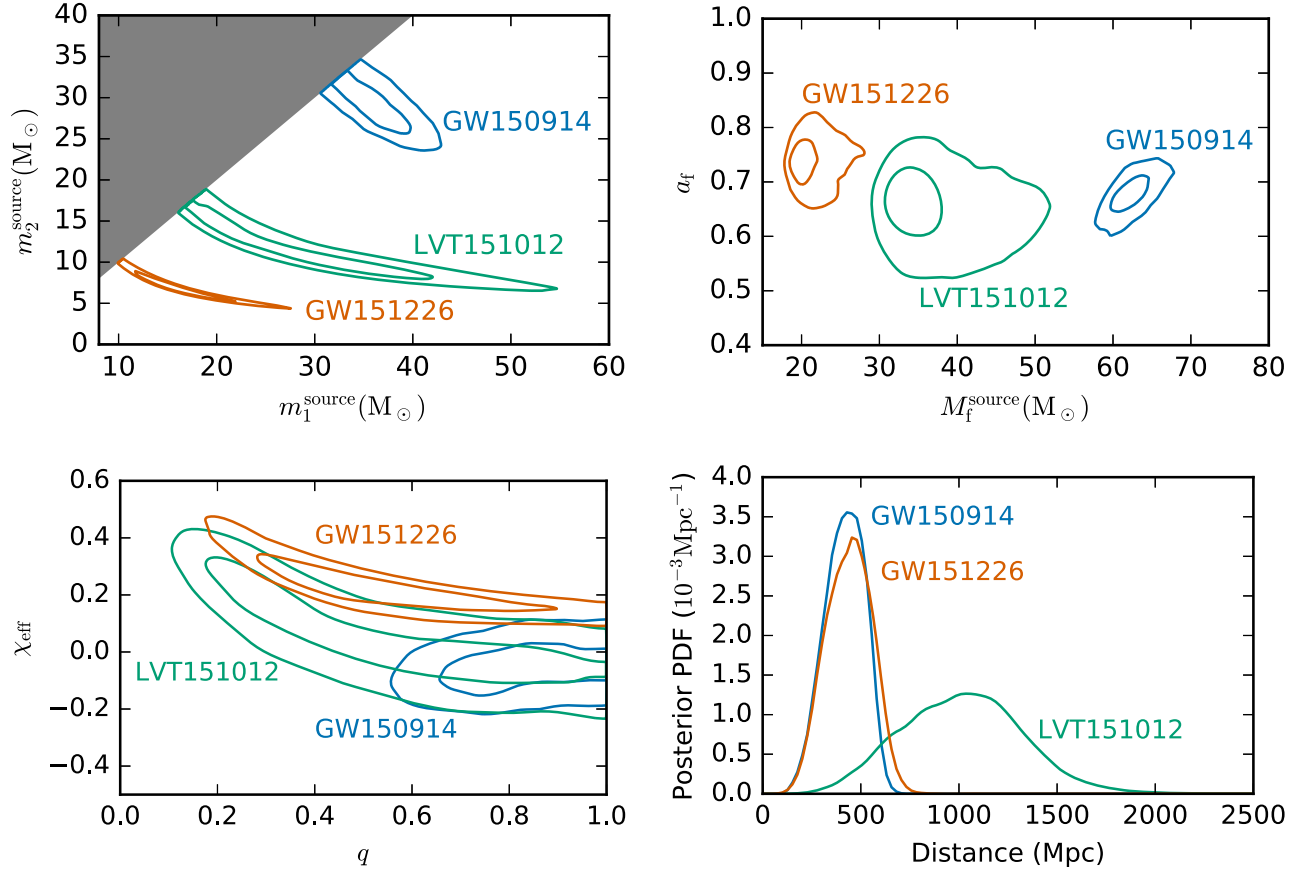 40
35
30
25
20
15
10
5
0
m₂^source (M⊙)
GW150914
LVT151012
GW151226
10 20 30 40 50 60
m₁^source (M⊙)
1.0
0.9
0.8
0.7
0.6
0.5
0.4
a_f
GW151226
GW150914
LVT151012
20 30 40 50 60 70 80
M_f^source (M⊙)
0.6
0.4
0.2
0.0
−0.2
−0.4
χ_eff
GW151226
LVT151012
GW150914
0.0 0.2 0.4 0.6 0.8 1.0
q
4.0
3.5
3.0
2.5
2.0
1.5
1.0
0.5
0.0
Posterior PDF (10⁻³Mpc⁻¹)
GW150914
GW151226
LVT151012
0 500 1000 1500 2000 2500
Distance (Mpc)